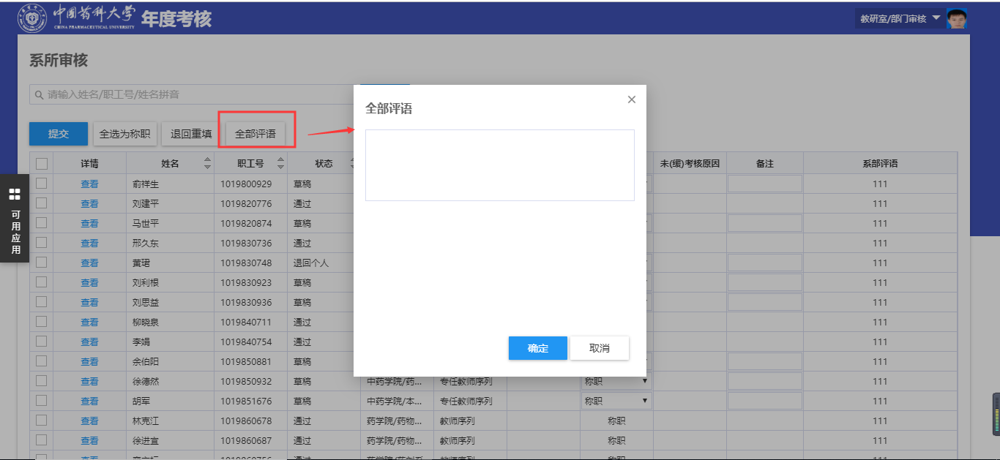 中国药科大学
CHINA PHARMACEUTICAL UNIVERSITY
年度考核
教研室/部门审核
系所审核
请输入姓名/职工号/姓名拼音
提交 全选为称职 退回重填 全部评语
全部评语
确定 取消
可用应用
详情 姓名 职工号 状态 未(缓)考核原因 备注 系部评语
查看 俞祥生 1019800929 草稿 111
查看 刘建平 1019820776 通过 111
查看 马世平 1019820874 草稿 111
查看 邢久东 1019830736 通过 111
查看 黄珺 1019830748 退回个人 111
查看 刘利根 1019830923 草稿 111
查看 刘思益 1019830936 草稿 111
查看 柳晓泉 1019840711 通过 111
查看 李娟 1019840754 通过 111
查看 余伯阳 1019850881 草稿 111
查看 徐德然 1019850932 草稿 中药学院/药... 专任教师序列 称职 111
查看 胡军 1019851676 草稿 中药学院/本... 专任教师序列 称职 111
查看 林克江 1019860678 通过 药学院/药物... 教师序列 称职 111
查看 徐进宜 1019860687 通过 药学院/药物... 教师序列 称职 111